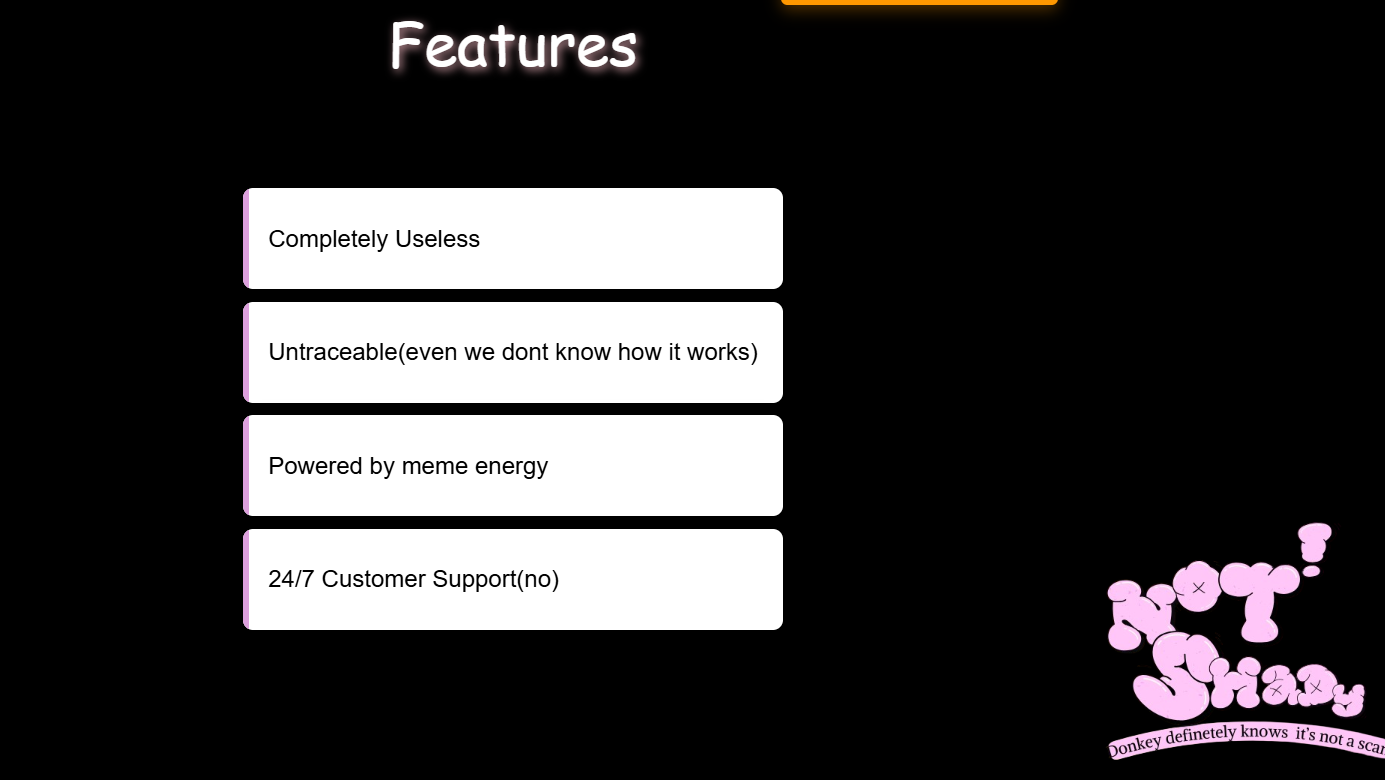 Features
Completely Useless
Untraceable(even we dont know how it works)
Powered by meme energy
24/7 Customer Support(no)
NOT!
SHADY
Donkey definetely knows it's not a